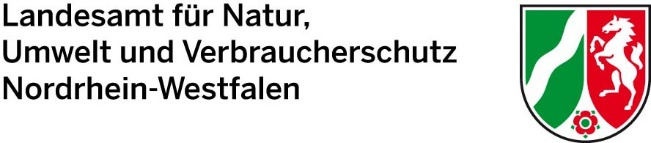 Landesamt für Natur,
Umwelt und Verbraucherschutz
Nordrhein-Westfalen